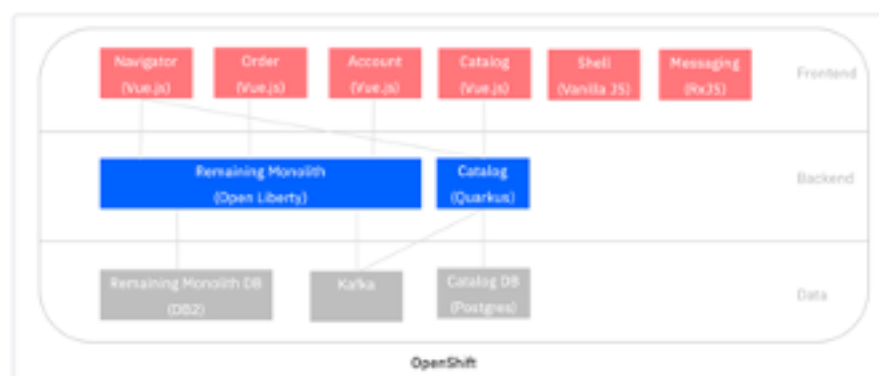 Navigator
(Vue.js)
Order
(Vue.js)
Account
(Vue.js)
Catalog
(Vue.js)
Shell
(Vanilla JS)
Messaging
(RxJS)
Frontend
Remaining Monolith
(Open Liberty)
Catalog
(Quarkus)
Backend
Remaining Monolith DB
(DB2)
Kafka
Catalog DB
(Postgres)
Data
OpenShift